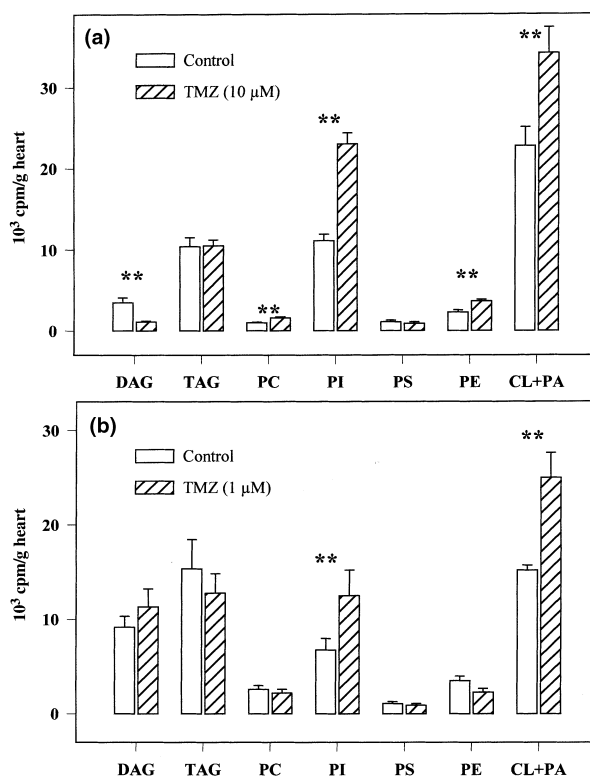 (a)
Control
TMZ (10 µM)
10³ cpm/g heart
30
20
10
0
**
**
**
**
**
DAG TAG PC PI PS PE CL+PA
(b)
Control
TMZ (1 µM)
10³ cpm/g heart
30
20
10
0
**
**
DAG TAG PC PI PS PE CL+PA